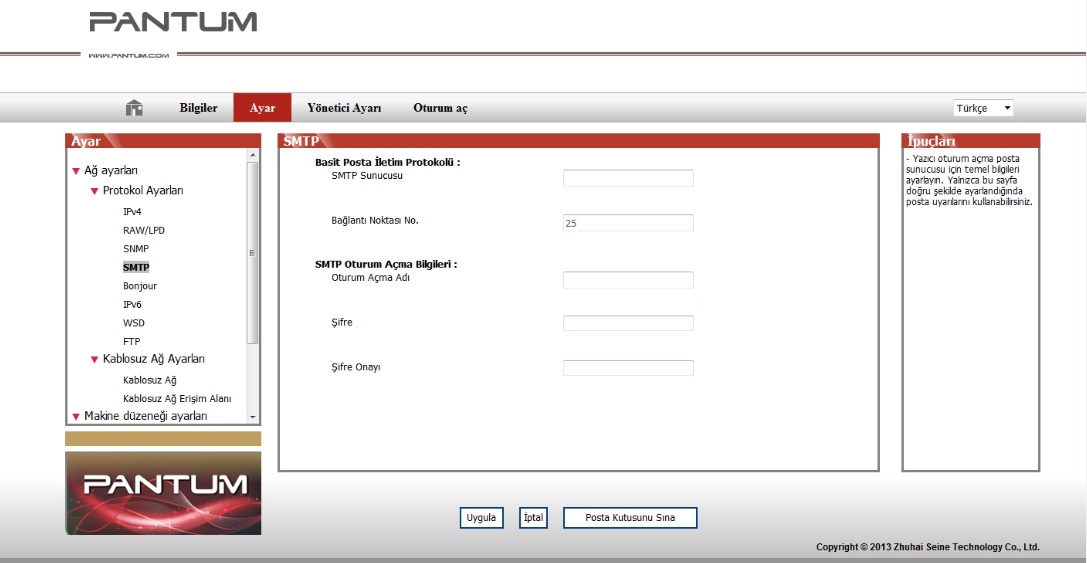 PANTUM
WWW.PANTUM.COM
Bilgiler
Ayar
Yönetici Ayarı
Oturum aç
Türkçe
Ayar
Ağ ayarları
Protokol Ayarları
IPv4
RAW/LPD
SNMP
SMTP
Bonjour
IPv6
WSD
FTP
Kablosuz Ağ Ayarları
Kablosuz Ağ
Kablosuz Ağ Erişim Alanı
Makine düzeneği ayarları
PANTUM
SMTP
Basit Posta İletim Protokolü :
SMTP Sunucusu
Bağlantı Noktası No.
25
SMTP Oturum Açma Bilgileri :
Oturum Açma Adı
Şifre
Şifre Onayı
İpuçları
- Yazıcı oturum açma posta
sunucusu için temel bilgileri
ayarlayın. Yalnızca bu sayfa
doğru şekilde ayarlandığında
posta uyarılarını kullanabilirsiniz.
Uygula
İptal
Posta Kutusunu Sına
Copyright © 2013 Zhuhai Seine Technology Co., Ltd.